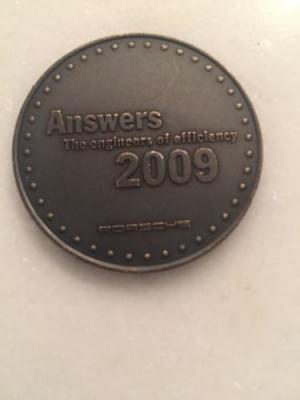 Answers
The engineers of efficiency
2009
PORSCHE